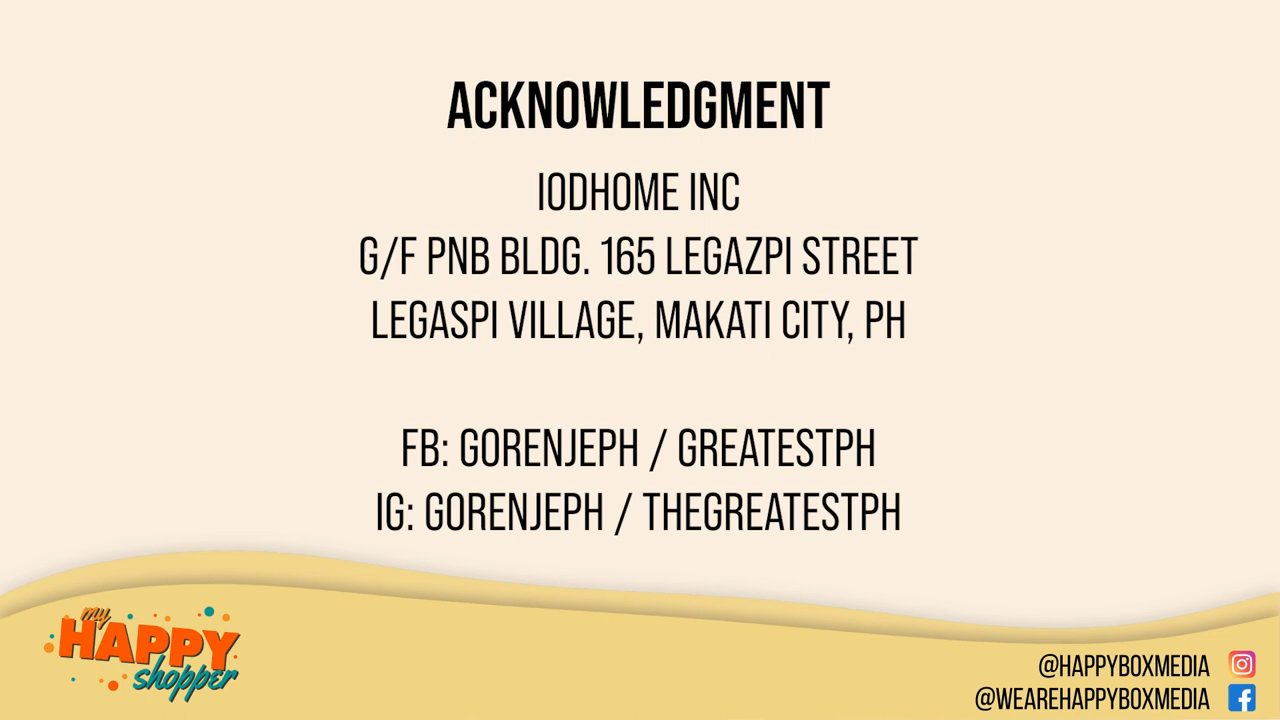 ACKNOWLEDGMENT
IODHOME INC
G/F PNB BLDG. 165 LEGAZPI STREET
LEGASPI VILLAGE, MAKATI CITY, PH
FB: GORENJEPH / GREATESTPH
IG: GORENJEPH / THEGREATESTPH
my
HAPPY
shopper
@HAPPYBOXMEDIA
@WEAREHAPPYBOXMEDIA